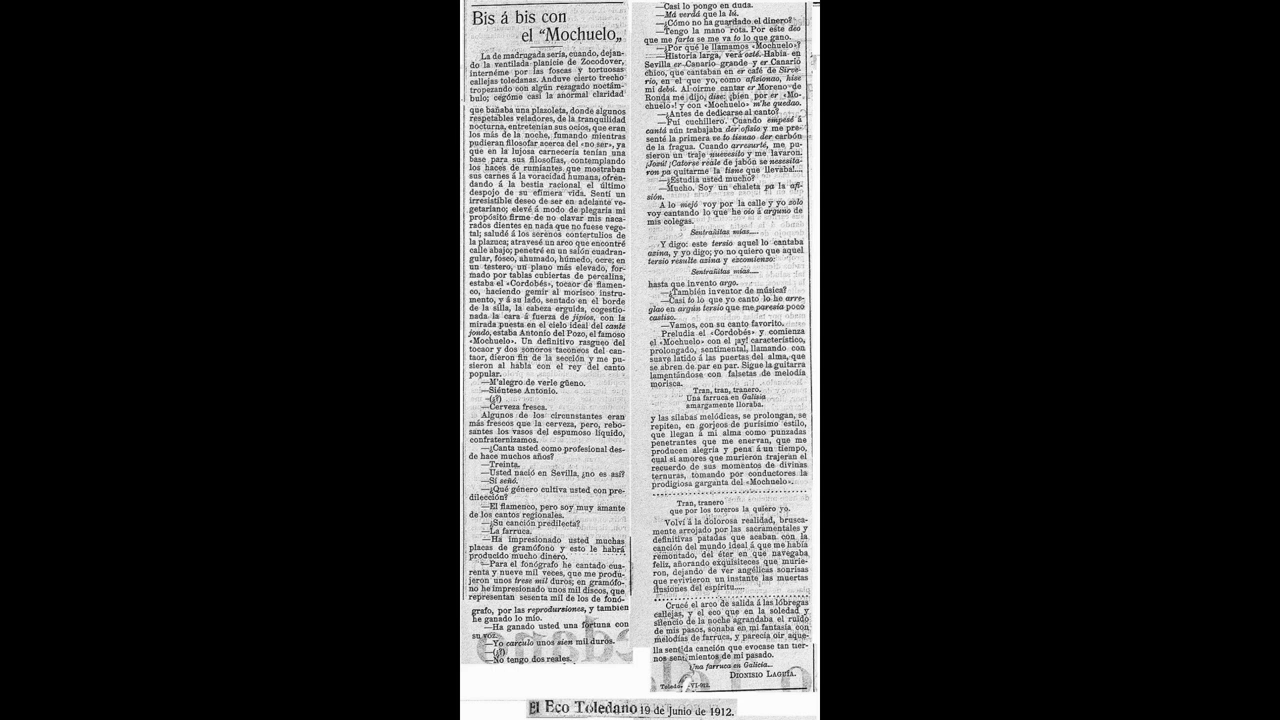 Bis á bis con
el “Mochuelo„
La de madrugada sería, cuando, dejan-
do la ventilada planicie de Zocodover,
internéme por las foscas y tortuosas
callejas toledanas. Anduve cierto trecho
tropezando con algún rezagado noctám-
bulo; cegóme casi la anormal claridad
que bañaba una plazoleta, donde algunos
respetables veladores, de la tranquilidad
nocturna, entretenían sus ocios, que eran
los más de la noche, fumando mientras
pudieran filosofar acerca del «no ser», ya
que en la lujosa carnecería tenían una
base para sus filosofías, contemplando
los haces de rumiantes que mostraban
sus carnes á la voracidad humana, ofren-
dando á la bestia racional el último
despojo de su efímera vida. Sentí un
irresistible deseo de ser en adelante ve-
getariano; elevé á modo de plegaria mi
propósito firme de no clavar mis naca-
rados dientes en nada que no fuese vege-
tal; saludé á los serenos contertulios de
la plazuca; atravesé un arco que encontré
calle abajo; penetré en un salón cuadran-
gular, fosco, ahumado, húmedo, ocre; en
un testero, un plano más elevado, for-
mado por tablas cubiertas de percalina,
estaba el «Cordobés», tocaor de flamen-
co, haciendo gemir al morisco instru-
mento, y á su lado, sentado en el borde
de la silla, la cabeza erguida, cogestio-
nada la cara á fuerza de jipíos, con la
mirada puesta en el cielo ideal del cante
jondo, estaba Antonio del Pozo, el famoso
«Mochuelo». Un definitivo rasgueo del
tocaor y dos sonoros taconeos del can-
taor, dieron fin de la sección y me pu-
sieron al habla con el rey del canto
popular.
—M'alegro de verle güeno.
—Siéntese Antonio.
—(¿?)
—Cerveza fresca.
Algunos de los circunstantes eran
más frescos que la cerveza, pero, rebo-
santes los vasos del espumoso líquido,
confraternizamos.
—¿Canta usted como profesional des-
de hace muchos años?
—Treinta.
—Usted nació en Sevilla, ¿no es así?
—Sí señó.
—¿Qué género cultiva usted con pre-
dilección?
—El flamenco, pero soy muy amante
de los cantos regionales.
—¿Su canción predilecta?
—La farruca.
—Ha impresionado usted muchas
placas de gramófono y esto le habrá
producido mucho dinero.
—Para el fonógrafo he cantado cua-
renta y nueve mil veces, que me produ-
jeron unos trese mil duros; en gramófo-
no he impresionado unos mil discos, que
representan sesenta mil de los de fonó-
grafo, por las reprodursiones, y también
he ganado lo mío.
—Ha ganado usted una fortuna con
su voz.
—Yo carculo unos sien mil duros.
—(¿?)
—No tengo dos reales.
—Casi lo pongo en duda.
—Má verdá que la lú.
—¿Cómo no ha guardado el dinero?
—Tengo la mano rota. Por este deo
que me farta se me va to lo que gano.
—¿Por qué le llamamos «Mochuelo»?
—Historia larga, verá osté. Había en
Sevilla er Canario grande y er Canario
chico, que cantaban en er café de Sirve-
rio, en el que yo, como afisionao, hise
mi debú. Al oirme cantar er Moreno de
Ronda me dijo, dise: ¡bien por er «Mo-
chuelo»! y con «Mochuelo» m'he quedao.
—¿Antes de dedicarse al canto?
—Fuí cuchillero. Cuando empesé á
cantá aún trabajaba der ofisio y me pre-
senté la primera ve to tisnao der carbón
de la fragua. Cuando arresurté, me pu-
sieron un traje nuevesito y me lavaron.
¡Josú! ¡Catorse reale de jabón se nesesita-
ron pa quitarme la tisne que llevaba!...
—¿Estudia usted mucho?
—Mucho. Soy un chaleta pa la afi-
sión.
A lo mejó voy por la calle y yo solo
voy cantando lo que he oio á arguno de
mis colegas.
Sentrañitas mías.....
Y digo: este tersio aquel lo cantaba
asina, y yo digo; yo no quiero que aquel
tersio resulte asina y escomienzo:
Sentrañitas mías.....
hasta que invento argo.
—¿También inventor de música?
—Casi to lo que yo canto lo he arre-
glao en argún tersio que me paresía poco
castiso.
—Vamos, con su canto favorito.
Preludia el «Cordobés» y comienza
el «Mochuelo» con el ¡ay! característico,
prolongado, sentimental, llamando con
suave latido á las puertas del alma, que
se abren de par en par. Sigue la guitarra
lamentándose con falsetas de melodía
morisca.
Tran, tran, tranero.
Una farruca en Galisia
amargamente lloraba.
y las sílabas melódicas, se prolongan, se
repiten, en gorjeos de purísimo estilo,
que llegan á mi alma como punzadas
penetrantes que me enervan, que me
producen alegría y pena á un tiempo,
cual si amores que murieron trajeran el
recuerdo de sus momentos de divinas
ternuras, tomando por conductores la
prodigiosa garganta del «Mochuelo».
Tran, tranero
que por los toreros la quiero yo.
Volví á la dolorosa realidad, brusca-
mente arrojado por las sacramentales y
definitivas patadas que acaban con la
canción del mundo ideal á que me había
remontado, del éter en que navegaba
feliz, añorando exquisiteces que murie-
ron, dejando de ver angélicas sonrisas
que revivieron un instante las muertas
ilusiones del espíritu.....
Crucé el arco de salida á las lóbregas
callejas, y el eco que en la soledad y
silencio de la noche agrandaba el ruido
de mis pasos, sonaba en mi fantasía con
melodías de farruca, y parecía oir aque-
lla sentida canción que evocase tan tier-
nos sentimientos de mi pasado.
Una farruca en Galicia...
DIONISIO LAGUÍA.
Toledo -VI-912.
El Eco Toledano 19 de Junio de 1912.